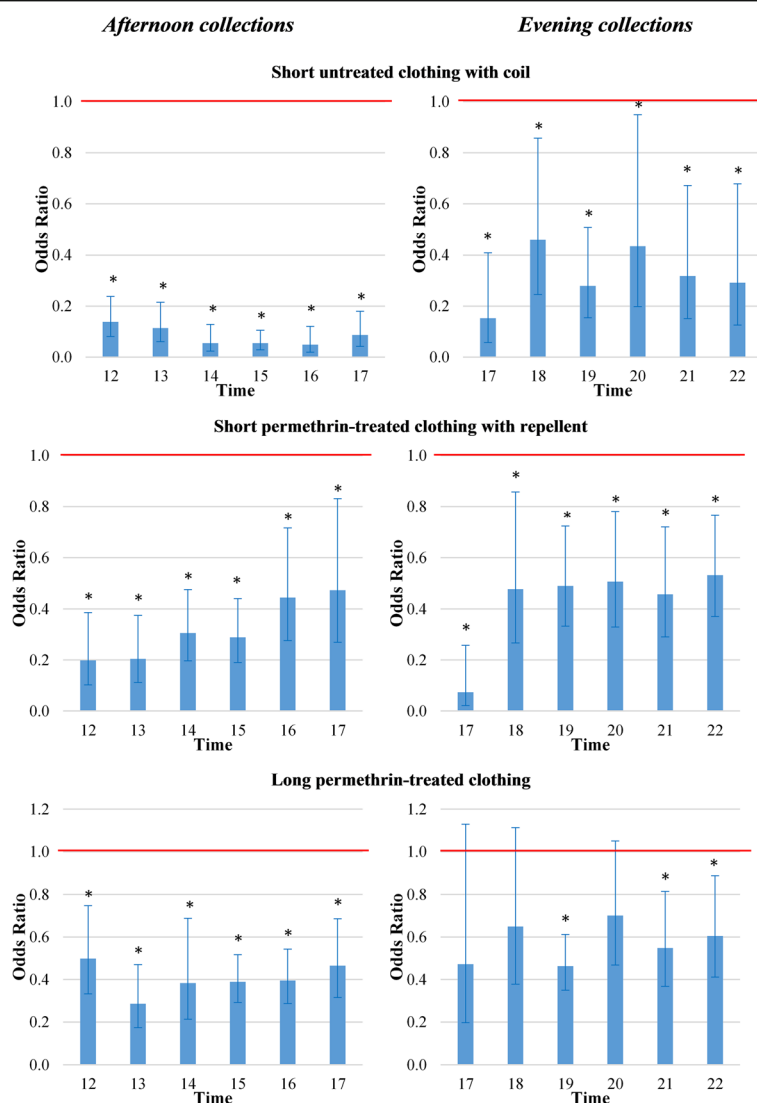 Afternoon collections Evening collections
Short untreated clothing with coil
1.0 1.0
* *
0.8 0.8
* *
0.6 0.6
*
Odds Ratio Odds Ratio
*
0.4 0.4
* * * * * *
0.2 0.2
0.0 0.0
12 13 14 15 16 17 17 18 19 20 21 22
Time Time
Short permethrin-treated clothing with repellent
1.0 1.0
* *
0.8 0.8
* * * * *
0.6 0.6
* *
Odds Ratio Odds Ratio
* *
0.4 0.4
*
0.2 0.2
0.0 0.0
12 13 14 15 16 17 17 18 19 20 21 22
Time Time
Long permethrin-treated clothing
1.2 1.2
1.0 1.0
* * * * *
0.8 0.8
* * *
0.6 0.6
*
Odds Ratio Odds Ratio
0.4 0.4
0.2 0.2
0.0 0.0
12 13 14 15 16 17 17 18 19 20 21 22
Time Time